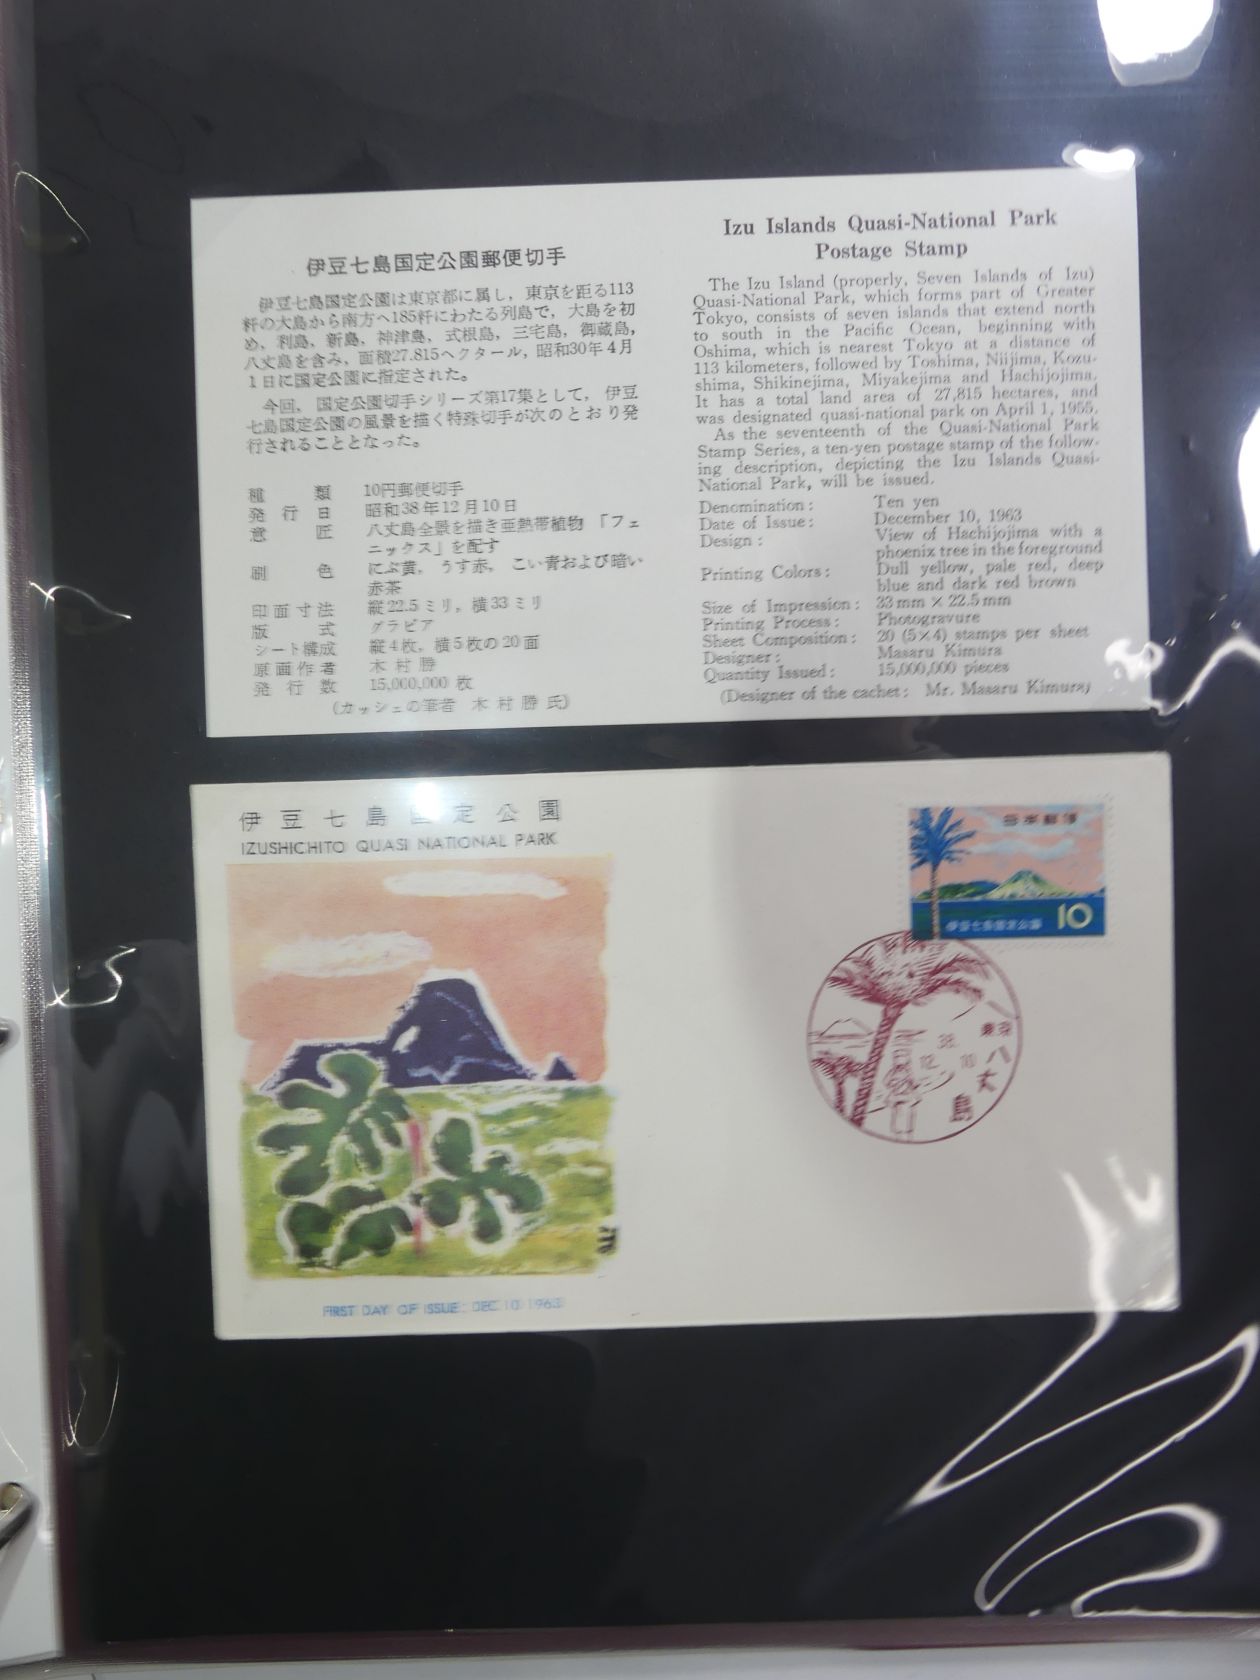 伊豆七島国定公園郵便切手
伊豆七島国定公園は東京都に属し，東京を距る113
粁の大島から南方へ185粁にわたる列島で，大島を初
め，利島，新島，神津島，式根島，三宅島，御蔵島，
八丈島を含み，面積27.815ヘクタール，昭和30年4月
1日に国定公園に指定された。
今回，国定公園切手シリーズ第17集として，伊豆
七島国定公園の風景を描く特殊切手が次のとおり発
行されることとなった。
種類 10円郵便切手
発行日 昭和38年12月10日
意匠 八丈島全景を描き亜熱帯植物「フェ
ニックス」を配す
刷色 にぶ黄，うす赤，こい青および暗い
赤茶
印面寸法 縦22.5ミリ，横33ミリ
版式 グラビア
シート構成 縦4枚，横5枚の20面
原画作者 木村勝
発行数 15,000,000枚
(カッシェの筆者 木村勝氏)
Izu Islands Quasi-National Park
Postage Stamp
The Izu Island (properly, Seven Islands of Izu)
Quasi-National Park, which forms part of Greater
Tokyo, consists of seven islands that extend north
to south in the Pacific Ocean, beginning with
Oshima, which is nearest Tokyo at a distance of
113 kilometers, followed by Toshima, Niijima, Kozu-
shima, Shikinejima, Miyakejima and Hachijojima.
It has a total land area of 27,815 hectares, and
was designated quasi-national park on April 1, 1955.
As the seventeenth of the Quasi-National Park
Stamp Series, a ten-yen postage stamp of the follow-
ing description, depicting the Izu Islands Quasi-
National Park, will be issued.
Denomination: Ten yen
Date of Issue: December 10, 1963
Design: View of Hachijojima with a
phoenix tree in the foreground
Printing Colors: Dull yellow, pale red, deep
blue and dark red brown
Size of Impression: 33mm × 22.5mm
Printing Process: Photogravure
Sheet Composition: 20 (5×4) stamps per sheet
Designer: Masaru Kimura
Quantity Issued: 15,000,000 pieces
(Designer of the cachet: Mr. Masaru Kimura)
伊豆七島国定公園
IZUSHICHITO QUASI NATIONAL PARK
日本郵便
伊豆七島国定公園 10
東京
八丈島
38.
12. 10
FIRST DAY OF ISSUE: DEC.10 1963